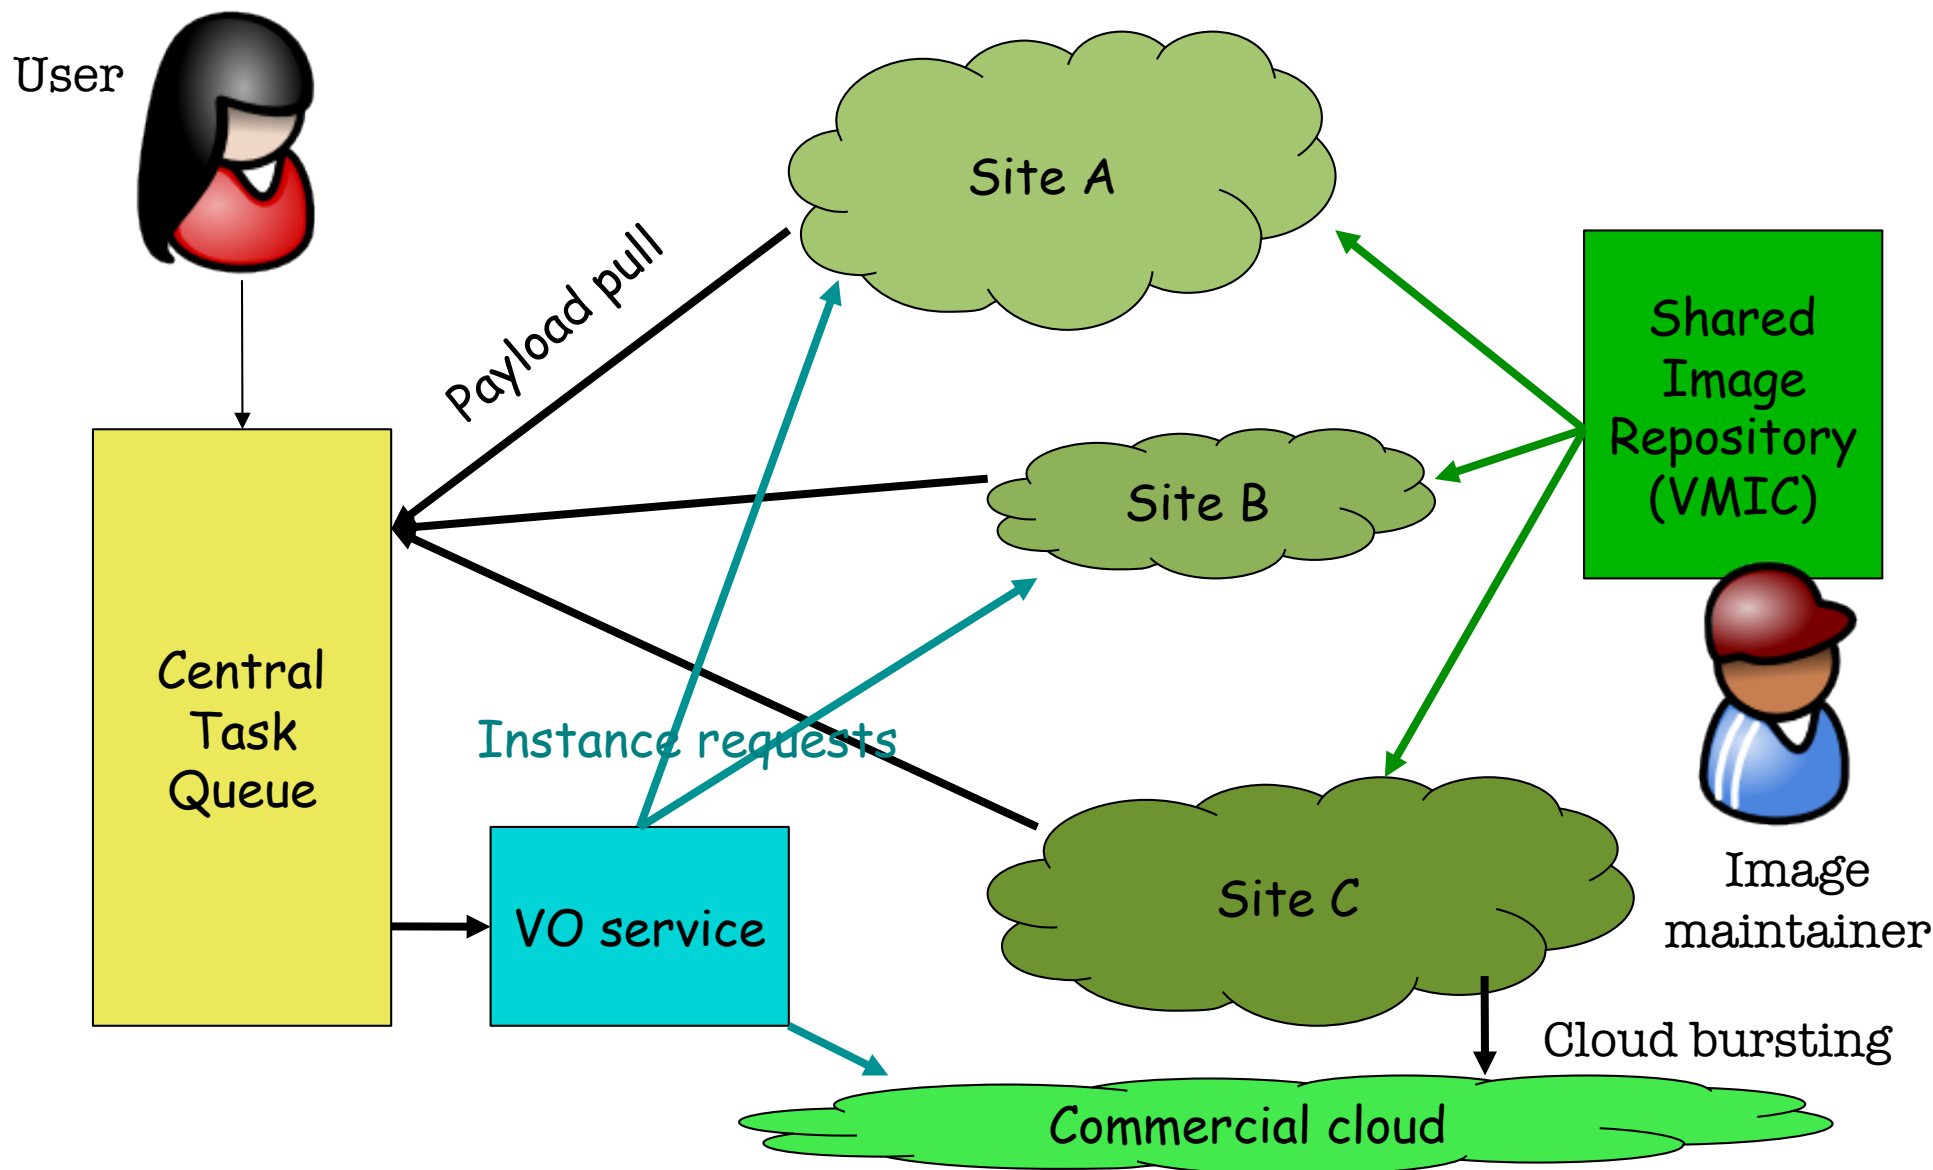 User
Site A
Payload pull
Shared
Image
Repository
(VMIC)
Site B
Central
Task
Queue
Instance requests
VO service
Site C
Image
maintainer
Cloud bursting
Commercial cloud